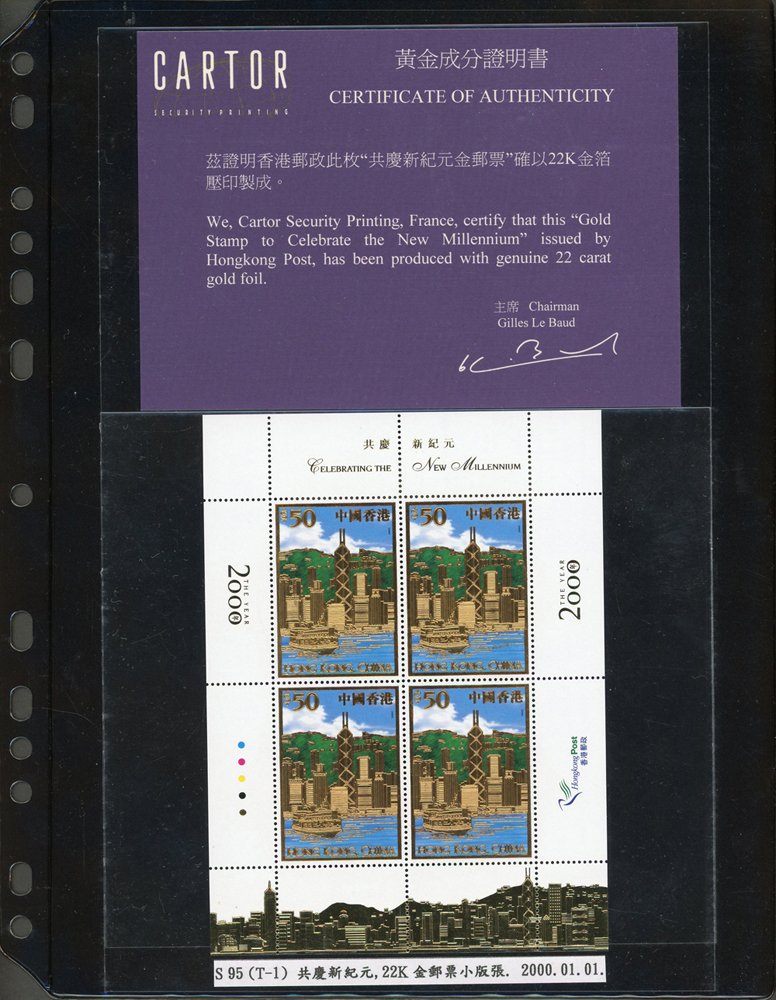 CARTOR
SECURITY PRINTING
黃金成分證明書
CERTIFICATE OF AUTHENTICITY
茲證明香港郵政此枚“共慶新紀元金郵票”確以22K金箔
壓印製成。
We, Cartor Security Printing, France, certify that this “Gold
Stamp to Celebrate the New Millennium” issued by
Hongkong Post, has been produced with genuine 22 carat
gold foil.
主席 Chairman
Gilles Le Baud
共慶 新紀元
CELEBRATING THE NEW MILLENNIUM
50 中國香港
50 中國香港
THE YEAR
2000
THE YEAR
2000
HONG KONG, CHINA
HONG KONG, CHINA
50 中國香港
50 中國香港
HongkongPost
香港郵政
HONG KONG, CHINA
HONG KONG, CHINA
S 95 (T-1) 共慶新紀元,22K 金郵票小版張. 2000.01.01.